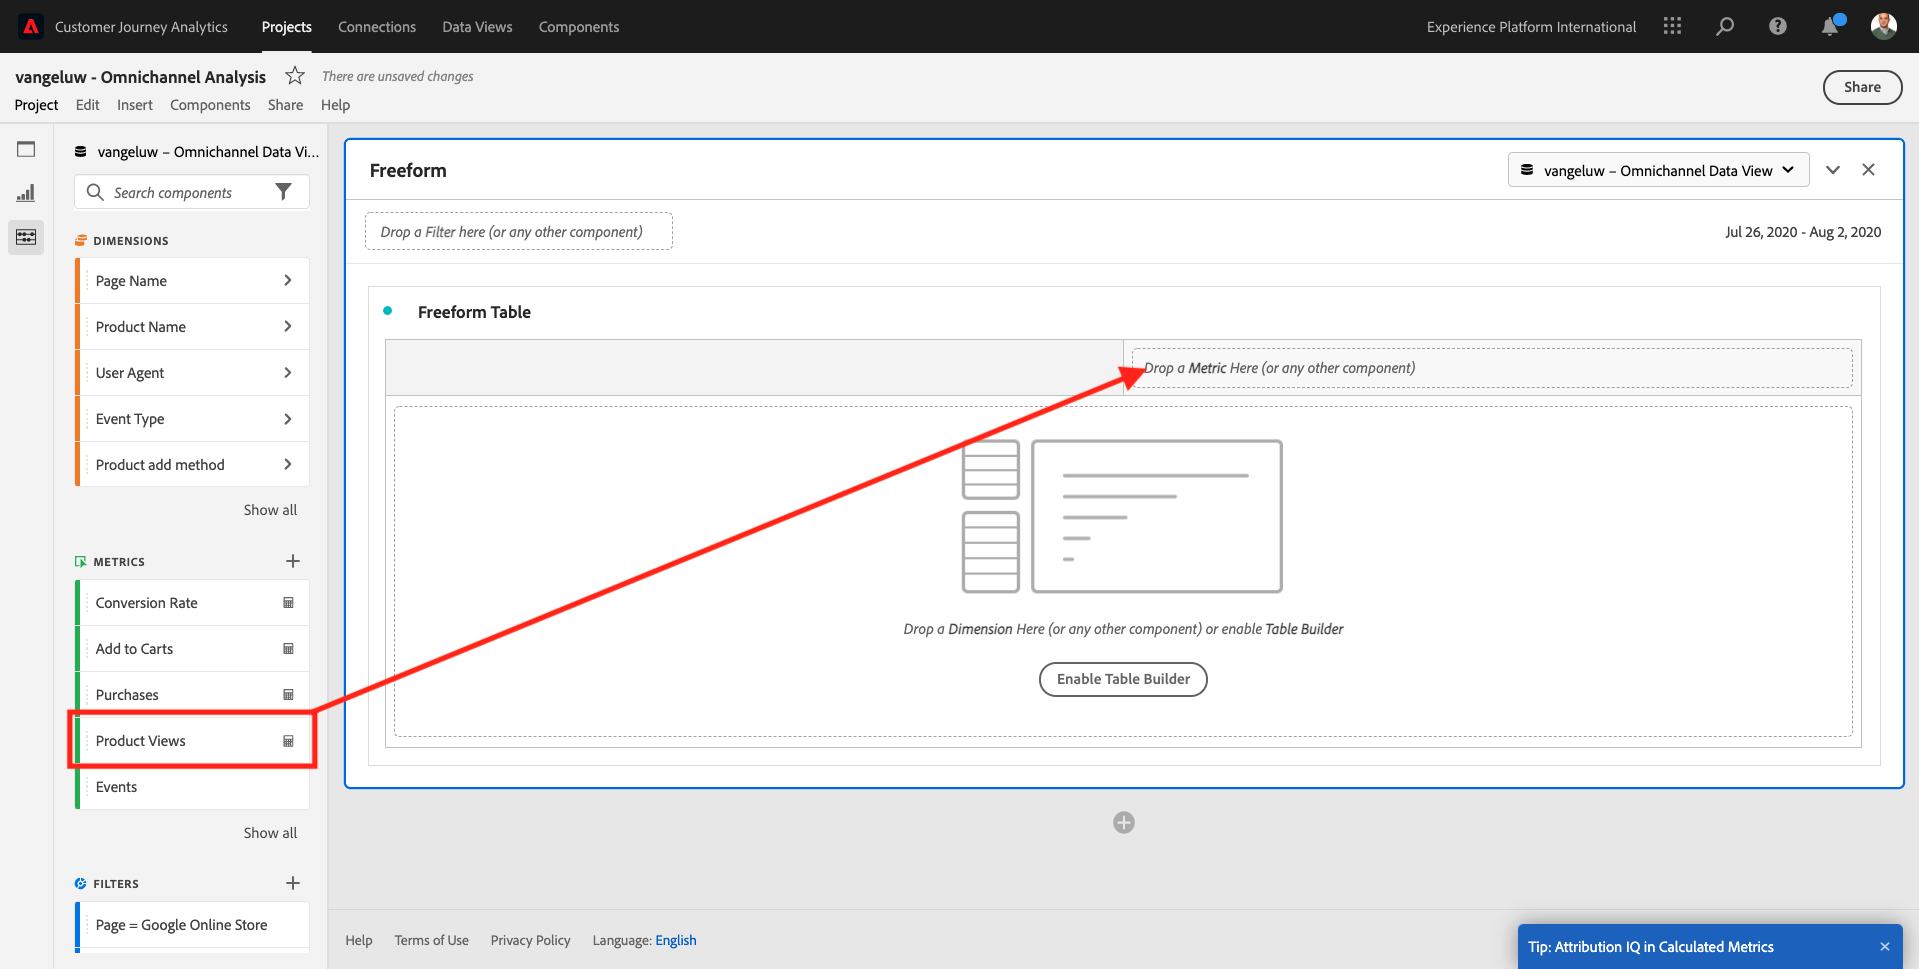 Customer Journey Analytics Projects Connections Data Views Components Experience Platform International
vangeluw - Omnichannel Analysis There are unsaved changes
Project Edit Insert Components Share Help
Share
vangeluw – Omnichannel Data Vi...
Search components
DIMENSIONS
Page Name
Product Name
User Agent
Event Type
Product add method
Show all
METRICS
Conversion Rate
Add to Carts
Purchases
Product Views
Events
Show all
FILTERS
Page = Google Online Store
Freeform
vangeluw – Omnichannel Data View
Drop a Filter here (or any other component)
Jul 26, 2020 - Aug 2, 2020
Freeform Table
Drop a Metric Here (or any other component)
Drop a Dimension Here (or any other component) or enable Table Builder
Enable Table Builder
Help Terms of Use Privacy Policy Language: English
Tip: Attribution IQ in Calculated Metrics